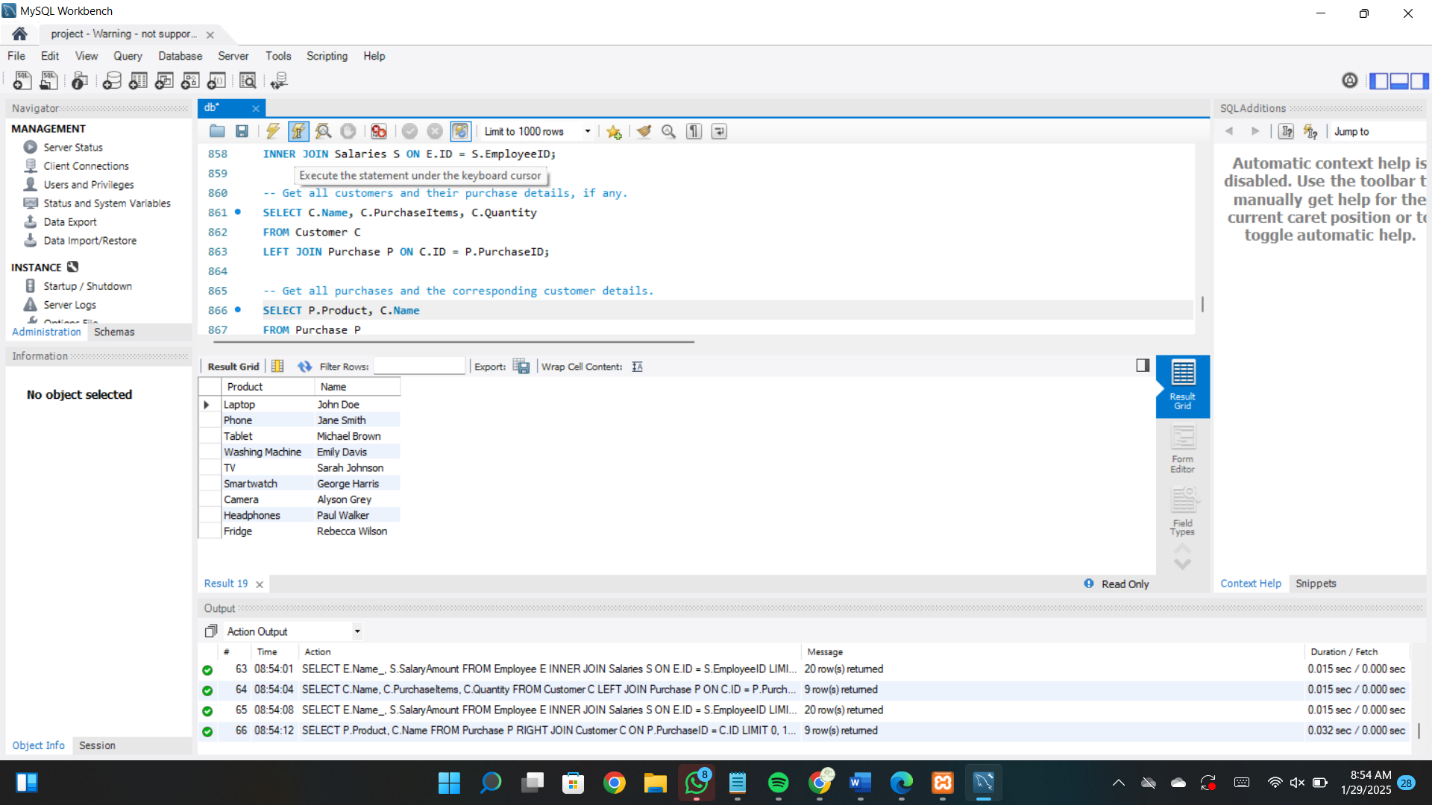 MySQL Workbench
project - Warning - not suppor...
File Edit View Query Database Server Tools Scripting Help
Navigator
MANAGEMENT
Server Status
Client Connections
Users and Privileges
Status and System Variables
Data Export
Data Import/Restore
INSTANCE
Startup / Shutdown
Server Logs
Options File
Administration Schemas
Information
No object selected
Object Info Session
db*
Limit to 1000 rows
858 INNER JOIN Salaries S ON E.ID = S.EmployeeID;
859
Execute the statement under the keyboard cursor
860 -- Get all customers and their purchase details, if any.
861 SELECT C.Name, C.PurchaseItems, C.Quantity
862 FROM Customer C
863 LEFT JOIN Purchase P ON C.ID = P.PurchaseID;
864
865 -- Get all purchases and the corresponding customer details.
866 SELECT P.Product, C.Name
867 FROM Purchase P
Result Grid Filter Rows: Export: Wrap Cell Content:
Product Name
Laptop John Doe
Phone Jane Smith
Tablet Michael Brown
Washing Machine Emily Davis
TV Sarah Johnson
Smartwatch George Harris
Camera Alyson Grey
Headphones Paul Walker
Fridge Rebecca Wilson
Result Grid
Form Editor
Field Types
Result 19
Read Only
SQLAdditions
Jump to
Automatic context help is
disabled. Use the toolbar t
manually get help for the
current caret position or to
toggle automatic help.
Context Help Snippets
Output
Action Output
# Time Action Message Duration / Fetch
63 08:54:01 SELECT E.Name_, S.SalaryAmount FROM Employee E INNER JOIN Salaries S ON E.ID = S.EmployeeID LIMI... 20 row(s) returned 0.015 sec / 0.000 sec
64 08:54:04 SELECT C.Name, C.PurchaseItems, C.Quantity FROM Customer C LEFT JOIN Purchase P ON C.ID = P.Purch... 9 row(s) returned 0.015 sec / 0.000 sec
65 08:54:08 SELECT E.Name_, S.SalaryAmount FROM Employee E INNER JOIN Salaries S ON E.ID = S.EmployeeID LIMI... 20 row(s) returned 0.015 sec / 0.000 sec
66 08:54:12 SELECT P.Product, C.Name FROM Purchase P RIGHT JOIN Customer C ON P.PurchaseID = C.ID LIMIT 0, 1... 9 row(s) returned 0.032 sec / 0.000 sec
8
8:54 AM
1/29/2025
28